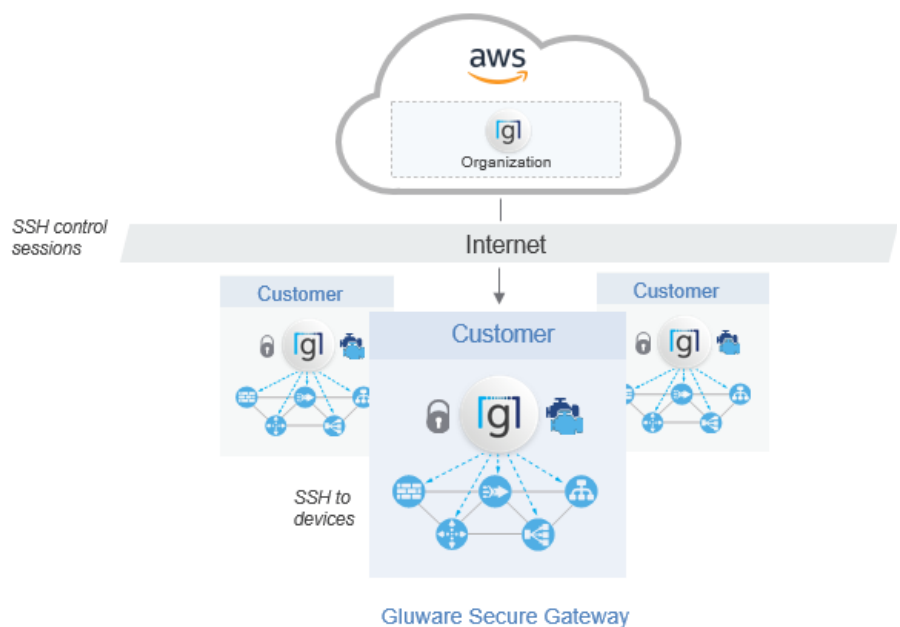 aws
g
Organization
SSH control
sessions
Internet
Customer
g
Customer
g
Customer
g
SSH to
devices
Gluware Secure Gateway